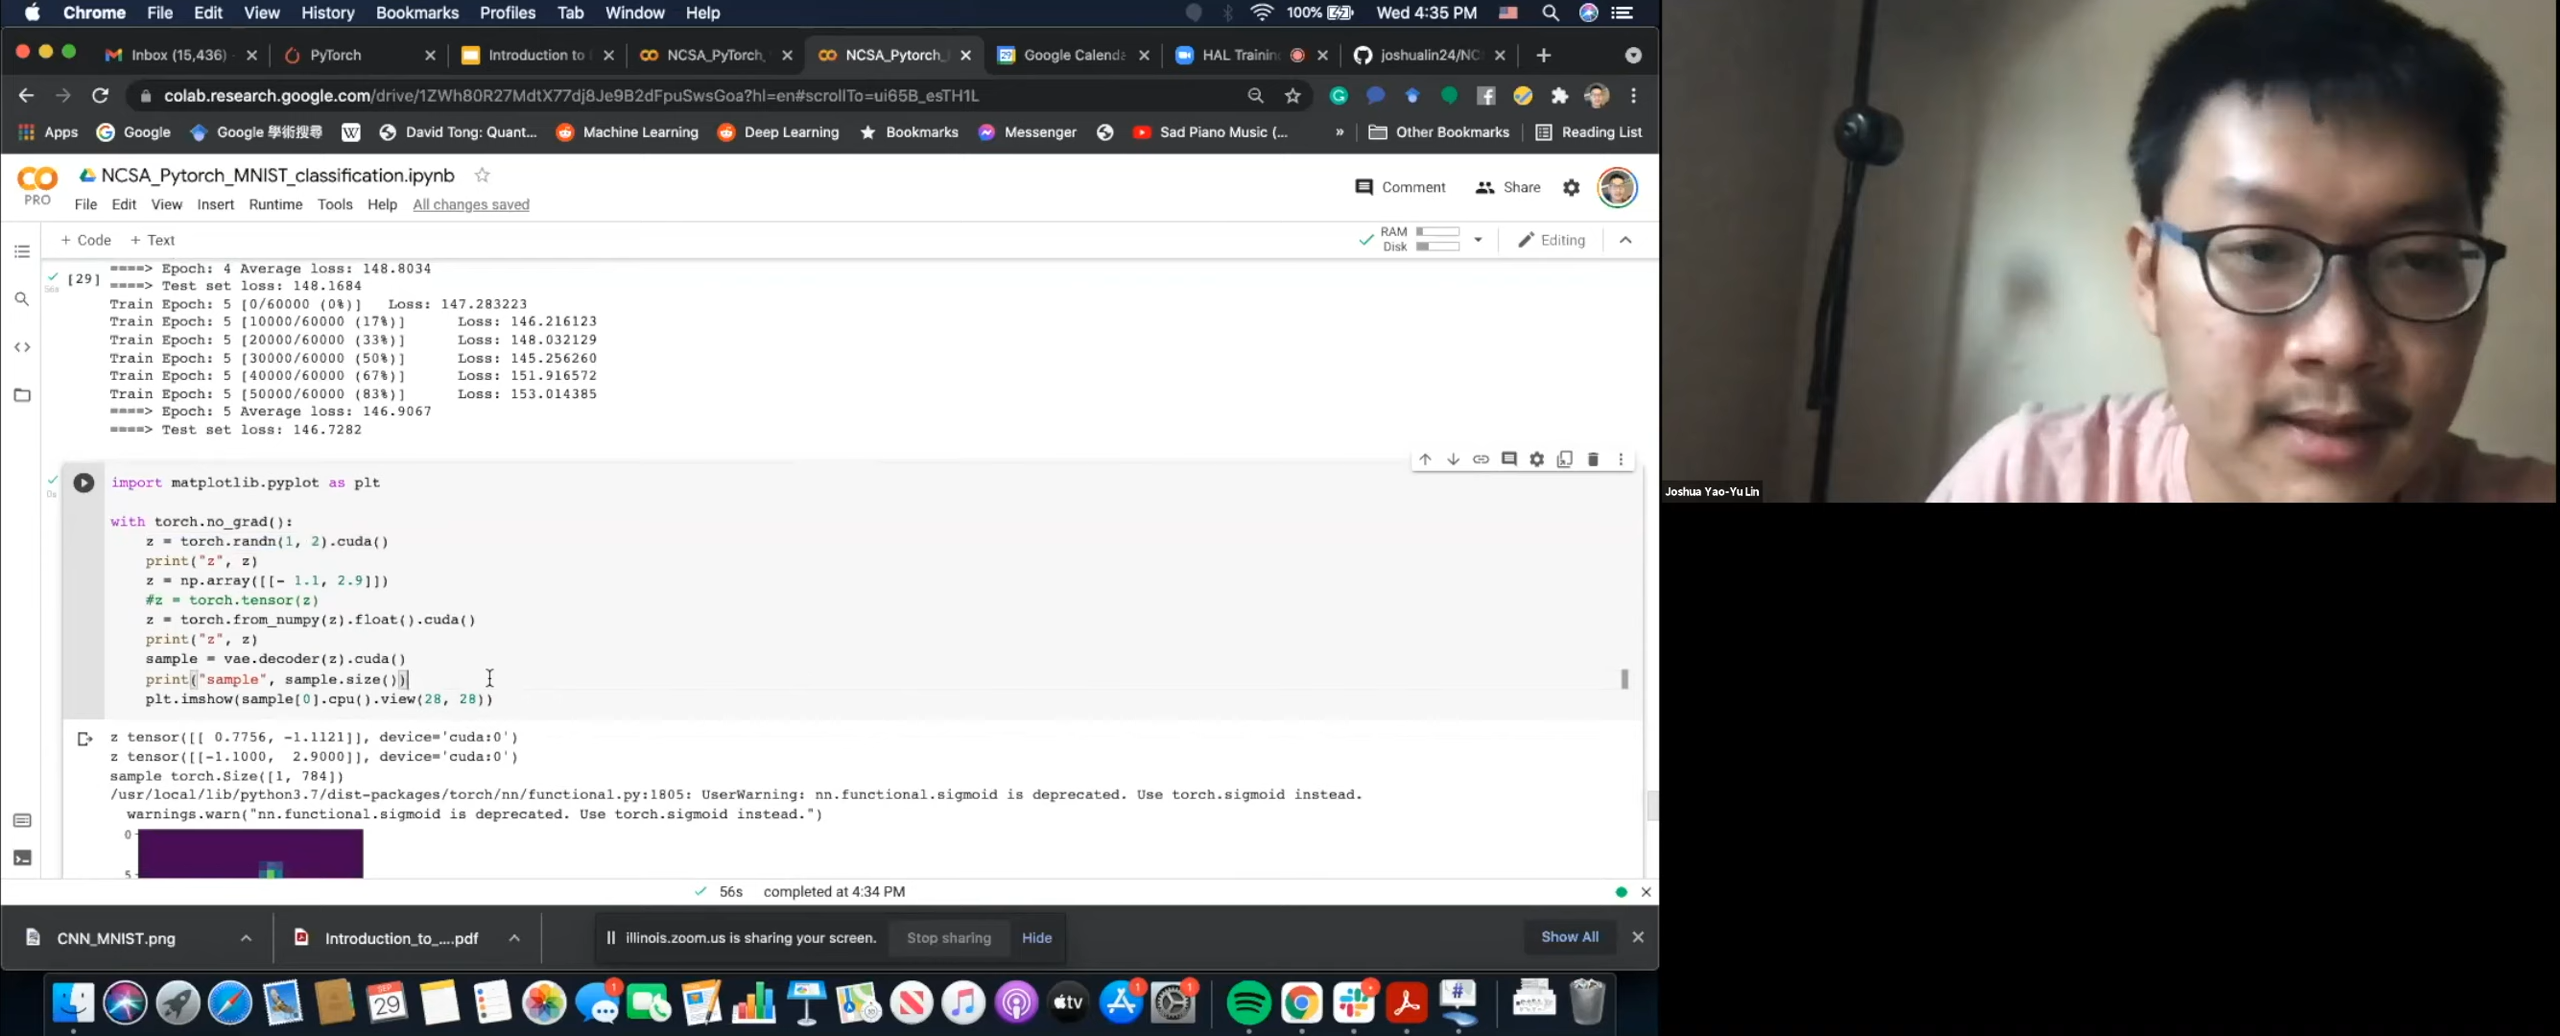 Chrome File Edit View History Bookmarks Profiles Tab Window Help 100% Wed 4:35 PM
Inbox (15,436) PyTorch Introduction to NCSA_PyTorch_ NCSA_Pytorch_ Google Calenda HAL Training joshualin24/NC
colab.research.google.com/drive/1ZWh80R27MdtX77dj8Je9B2dFpuSwsGoa?hl=en#scrollTo=ui65B_esTH1L
Apps Google Google 學術搜尋 W David Tong: Quant... Machine Learning Deep Learning Bookmarks Messenger Sad Piano Music (... » Other Bookmarks Reading List
CO PRO NCSA_Pytorch_MNIST_classification.ipynb Comment Share
File Edit View Insert Runtime Tools Help All changes saved
+ Code + Text RAM Disk Editing
====> Epoch: 4 Average loss: 148.8034
[29] ====> Test set loss: 148.1684
56s
Train Epoch: 5 [0/60000 (0%)] Loss: 147.283223
Train Epoch: 5 [10000/60000 (17%)] Loss: 146.216123
Train Epoch: 5 [20000/60000 (33%)] Loss: 148.032129
Train Epoch: 5 [30000/60000 (50%)] Loss: 145.256260
Train Epoch: 5 [40000/60000 (67%)] Loss: 151.916572
Train Epoch: 5 [50000/60000 (83%)] Loss: 153.014385
====> Epoch: 5 Average loss: 146.9067
====> Test set loss: 146.7282
0s
import matplotlib.pyplot as plt
with torch.no_grad():
z = torch.randn(1, 2).cuda()
print("z", z)
z = np.array([[- 1.1, 2.9]])
#z = torch.tensor(z)
z = torch.from_numpy(z).float().cuda()
print("z", z)
sample = vae.decoder(z).cuda()
print("sample", sample.size())
plt.imshow(sample[0].cpu().view(28, 28))
z tensor([[ 0.7756, -1.1121]], device='cuda:0')
z tensor([[-1.1000, 2.9000]], device='cuda:0')
sample torch.Size([1, 784])
/usr/local/lib/python3.7/dist-packages/torch/nn/functional.py:1805: UserWarning: nn.functional.sigmoid is deprecated. Use torch.sigmoid instead.
warnings.warn("nn.functional.sigmoid is deprecated. Use torch.sigmoid instead.")
0
5
56s completed at 4:34 PM
CNN_MNIST.png Introduction_to_....pdf illinois.zoom.us is sharing your screen. Stop sharing Hide Show All
SEP 29 1 tv 1 1 #
Joshua Yao-Yu Lin